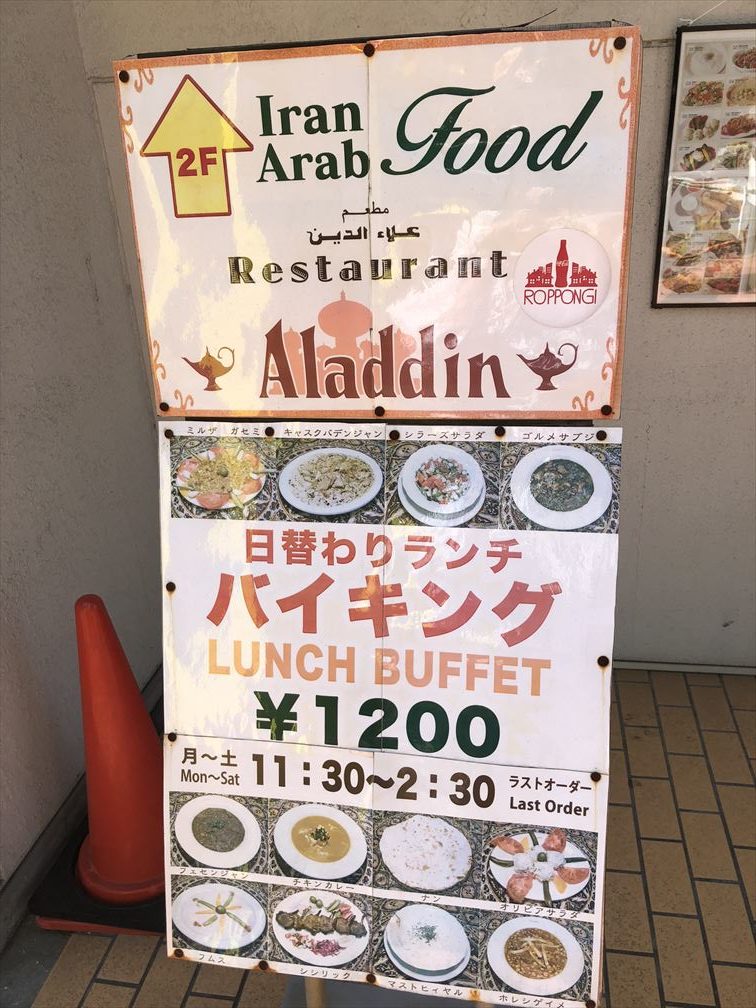 2F
Iran
Arab Food
مطعم
علاء الدين
Restaurant
Coca-Cola
ROPPONGI
Aladdin
ミルザ ガセミ キャスクバデンジャン シラーズサラダ ゴルメサブジ
日替わりランチ
バイキング
LUNCH BUFFET
¥1200
月～土
Mon～Sat
11:30～2:30
ラストオーダー
Last Order
フェセンジャン チキンカレー ナン オリビアサラダ
フムス シシリック マストヒィヤル ホレシゲイメ